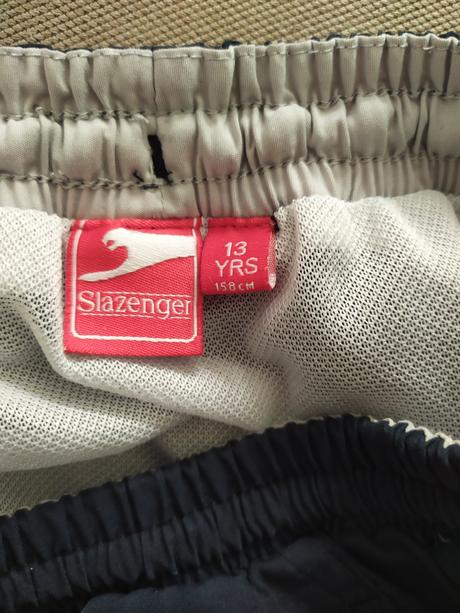 Slazenger
13
YRS
158 CM